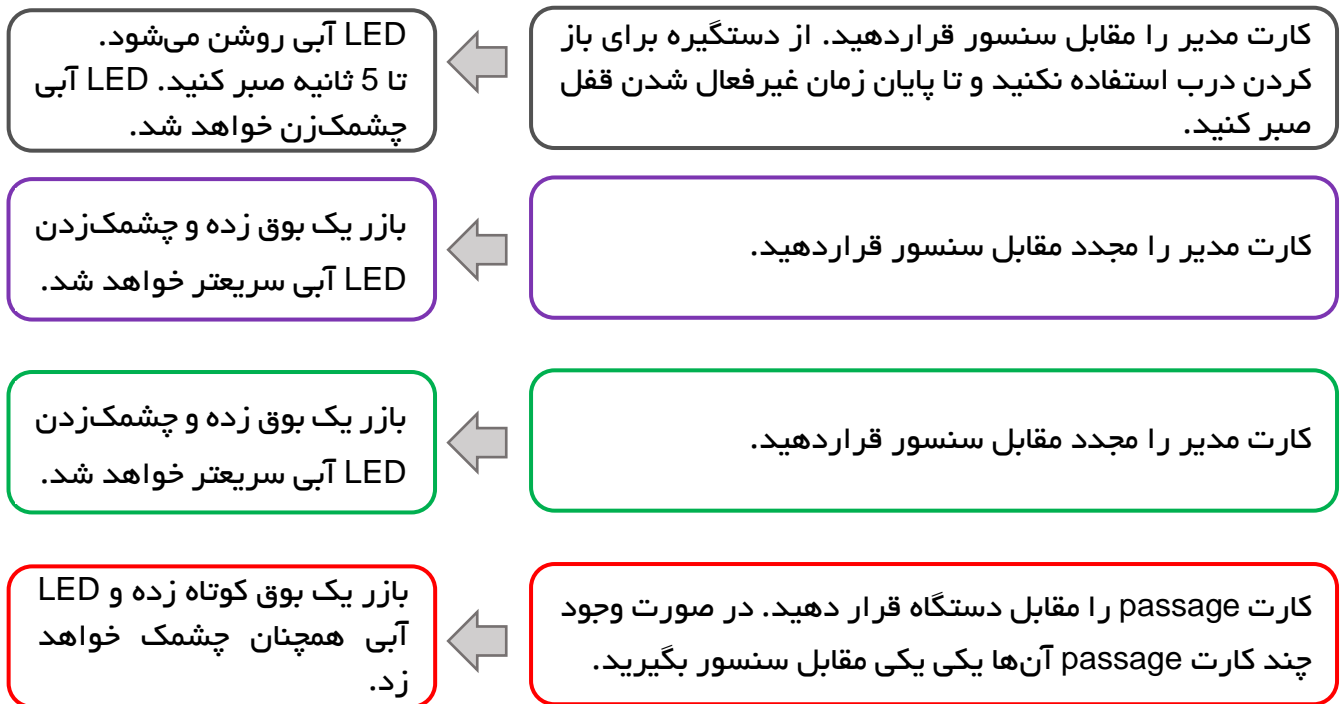 کارت مدیر را مقابل سنسور قراردهید. از دستگیره برای باز
کردن درب استفاده نکنید و تا پایان زمان غیرفعال شدن قفل
صبر کنید.
LED آبی روشن می‌شود.
تا 5 ثانیه صبر کنید. LED آبی
چشمک‌زن خواهد شد.
کارت مدیر را مجدد مقابل سنسور قراردهید.
بازر یک بوق زده و چشمک‌زدن
LED آبی سریعتر خواهد شد.
کارت مدیر را مجدد مقابل سنسور قراردهید.
بازر یک بوق زده و چشمک‌زدن
LED آبی سریعتر خواهد شد.
کارت passage را مقابل دستگاه قرار دهید. در صورت وجود
چند کارت passage آن‌ها یکی یکی مقابل سنسور بگیرید.
بازر یک بوق کوتاه زده و LED
آبی همچنان چشمک خواهد
زد.